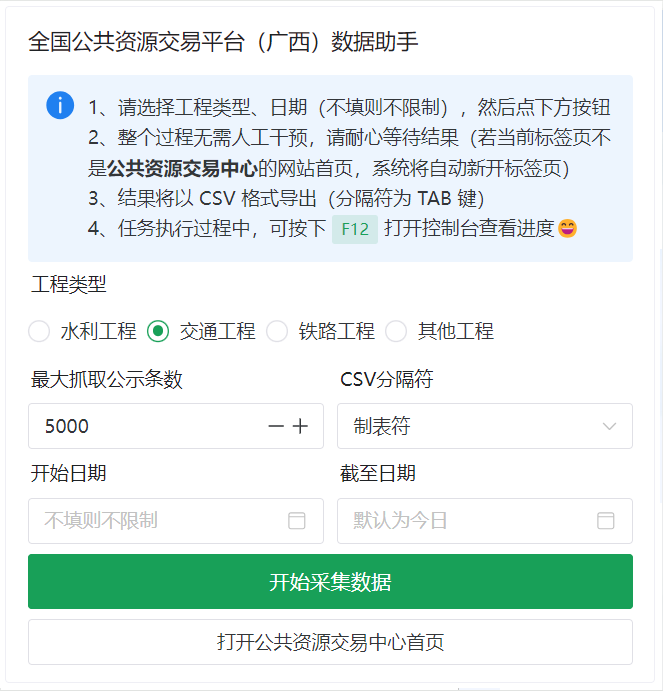 全国公共资源交易平台（广西）数据助手
1、请选择工程类型、日期（不填则不限制），然后点下方按钮
2、整个过程无需人工干预，请耐心等待结果（若当前标签页不
是公共资源交易中心的网站首页，系统将自动新开标签页）
3、结果将以 CSV 格式导出（分隔符为 TAB 键）
4、任务执行过程中，可按下 F12 打开控制台查看进度😄
工程类型
水利工程 交通工程 铁路工程 其他工程
最大抓取公示条数 CSV分隔符
5000 制表符
开始日期 截至日期
不填则不限制 默认为今日
开始采集数据
打开公共资源交易中心首页